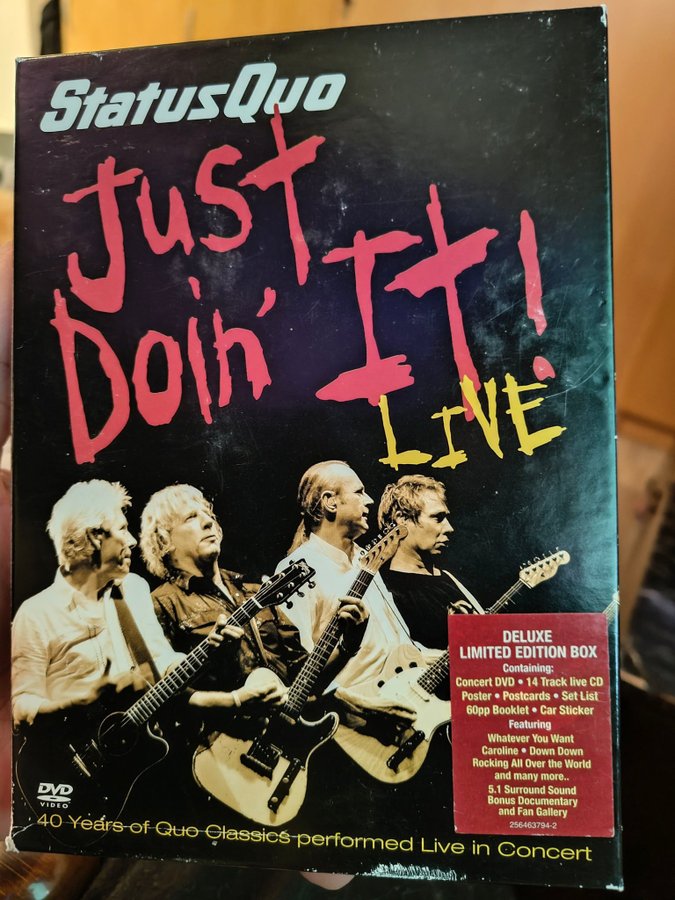 StatusQuo
Just
Doin' It!
LIVE
DELUXE
LIMITED EDITION BOX
Containing:
Concert DVD • 14 Track live CD
Poster • Postcards • Set List
60pp Booklet • Car Sticker
Featuring
Whatever You Want
Caroline • Down Down
Rocking All Over the World
and many more..
5.1 Surround Sound
Bonus Documentary
and Fan Gallery
256463794-2
DVD
VIDEO
40 Years of Quo Classics performed Live in Concert